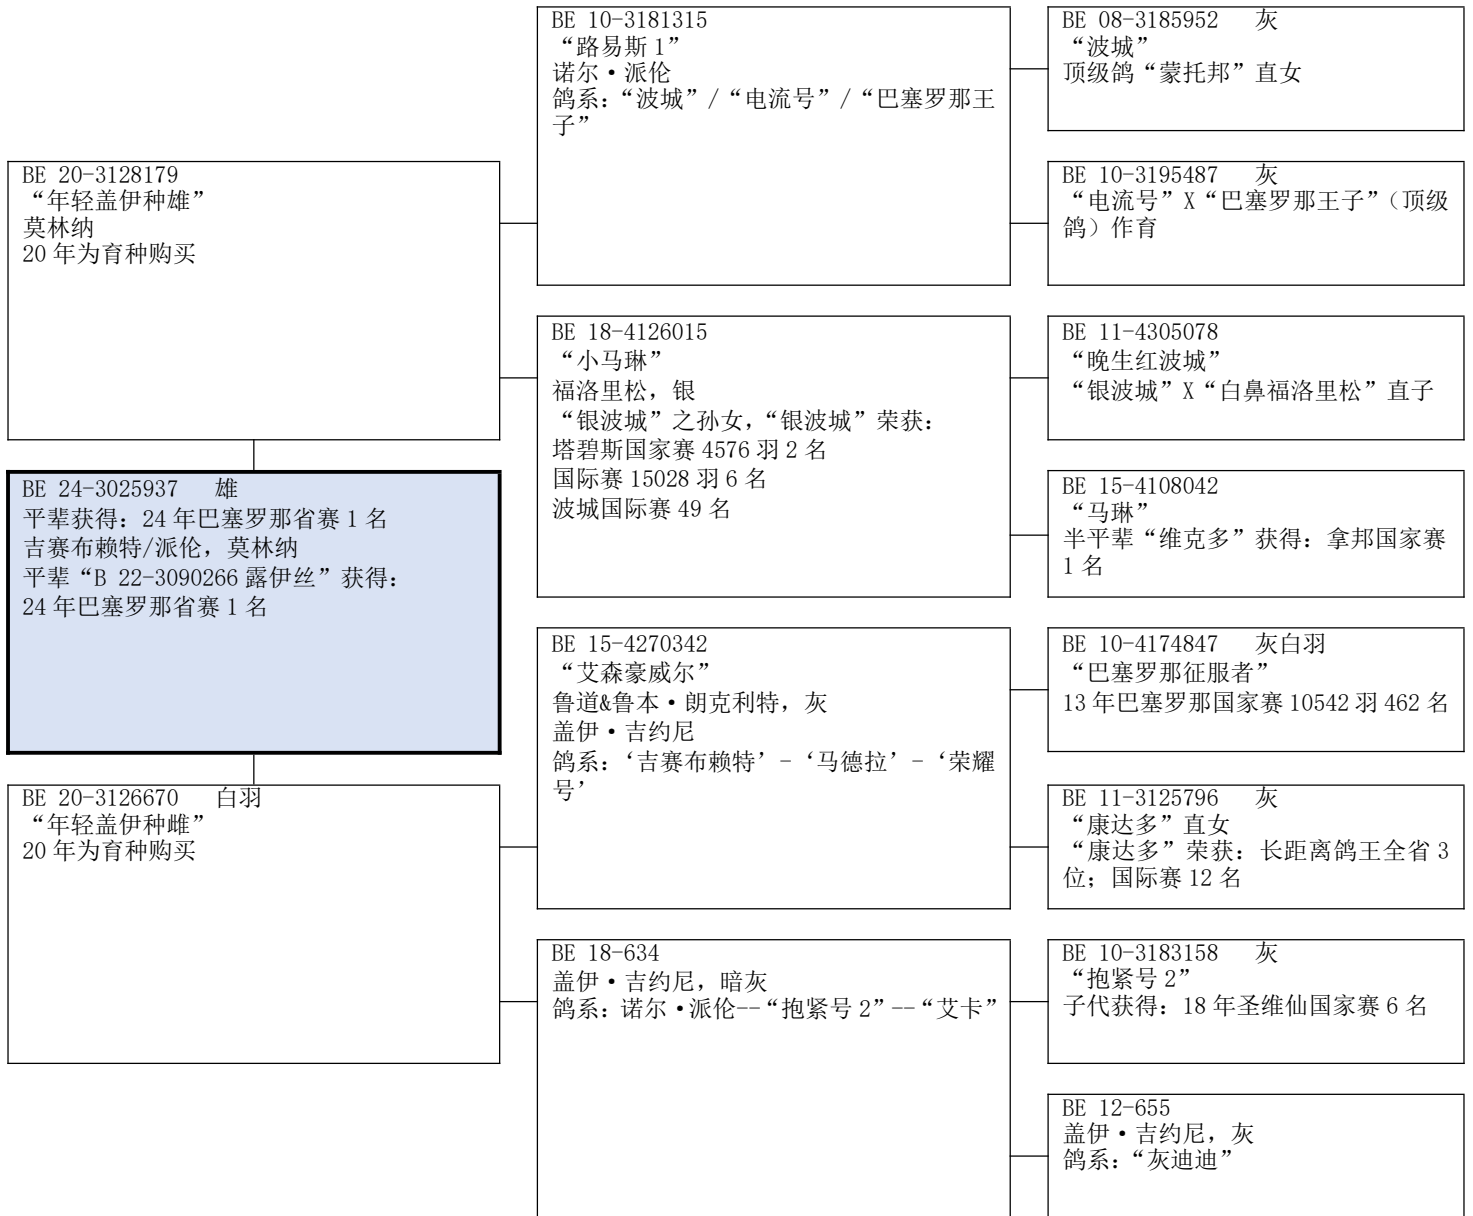 BE 20-3128179
“年轻盖伊种雄”
莫林纳
20 年为育种购买
BE 24-3025937 雄
平辈获得：24 年巴塞罗那省赛 1 名
吉赛布赖特/派伦，莫林纳
平辈“B 22-3090266 露伊丝”获得：
24 年巴塞罗那省赛 1 名
BE 20-3126670 白羽
“年轻盖伊种雌”
20 年为育种购买
BE 10-3181315
“路易斯 1”
诺尔·派伦
鸽系：“波城”/“电流号”/“巴塞罗那王
子”
BE 18-4126015
“小马琳”
福洛里松，银
“银波城”之孙女，“银波城”荣获：
塔碧斯国家赛 4576 羽 2 名
国际赛 15028 羽 6 名
波城国际赛 49 名
BE 15-4270342
“艾森豪威尔”
鲁道&鲁本·朗克利特，灰
盖伊·吉约尼
鸽系：‘吉赛布赖特’-‘马德拉’-‘荣耀
号’
BE 18-634
盖伊·吉约尼，暗灰
鸽系：诺尔·派伦--“抱紧号 2”--“艾卡”
BE 08-3185952 灰
“波城”
顶级鸽“蒙托邦”直女
BE 10-3195487 灰
“电流号”X“巴塞罗那王子”（顶级
鸽）作育
BE 11-4305078
“晚生红波城”
“银波城”X“白鼻福洛里松”直子
BE 15-4108042
“马琳”
半平辈“维克多”获得：拿邦国家赛
1 名
BE 10-4174847 灰白羽
“巴塞罗那征服者”
13 年巴塞罗那国家赛 10542 羽 462 名
BE 11-3125796 灰
“康达多”直女
“康达多”荣获：长距离鸽王全省 3
位；国际赛 12 名
BE 10-3183158 灰
“抱紧号 2”
子代获得：18 年圣维仙国家赛 6 名
BE 12-655
盖伊·吉约尼，灰
鸽系：“灰迪迪”